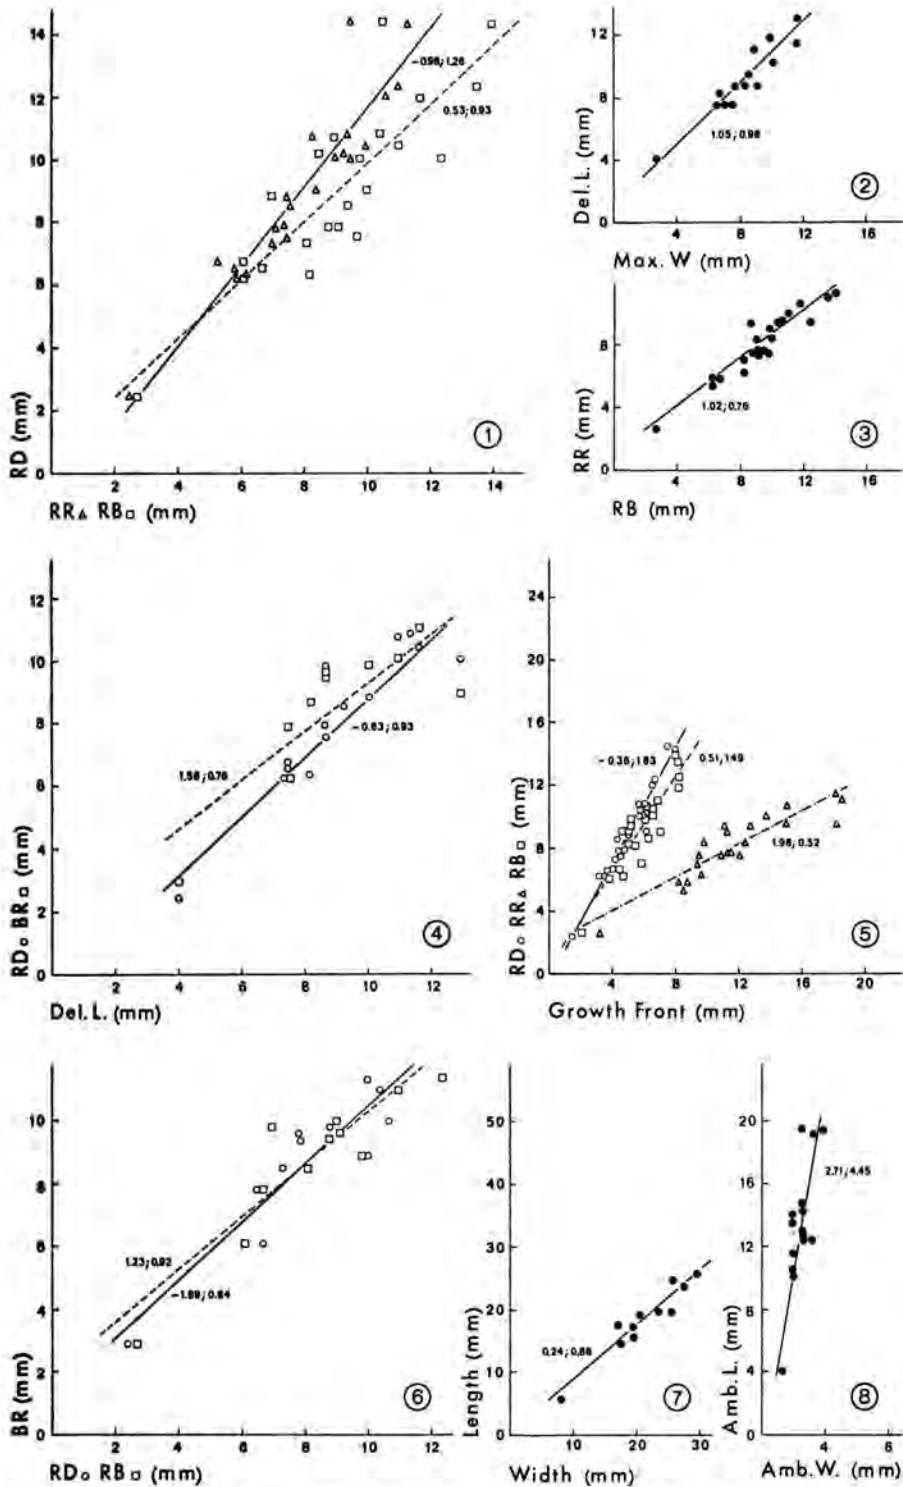 14
12
10
8
6
4
2
0
RD (mm)
2 4 6 8 10 12 14
RR△ RB□ (mm)
-0.98; 1.26
0.53; 0.93
1
12
8
4
0
Del. L. (mm)
4 8 12 16
Max. W (mm)
1.05; 0.98
2
8
4
0
RR (mm)
4 8 12 16
RB (mm)
1.02; 0.76
3
12
10
8
6
4
2
0
RD○ BR□ (mm)
4 6 8 10 12
Del. L. (mm)
1.58; 0.76
-0.63; 0.93
4
24
20
16
12
8
4
0
RD○ RR△ RB□ (mm)
4 8 12 16 20
Growth Front (mm)
-0.36; 1.83
0.51; 1.49
1.98; 0.52
5
10
8
6
4
2
0
BR (mm)
2 4 6 8 10 12
RD○ RB□ (mm)
1.23; 0.92
-1.89; 0.84
6
50
40
30
20
10
0
Length (mm)
10 20 30
Width (mm)
0.24; 0.88
7
20
16
12
8
4
0
Amb. L. (mm)
2 4 6
Amb. W. (mm)
2.71; 4.45
8